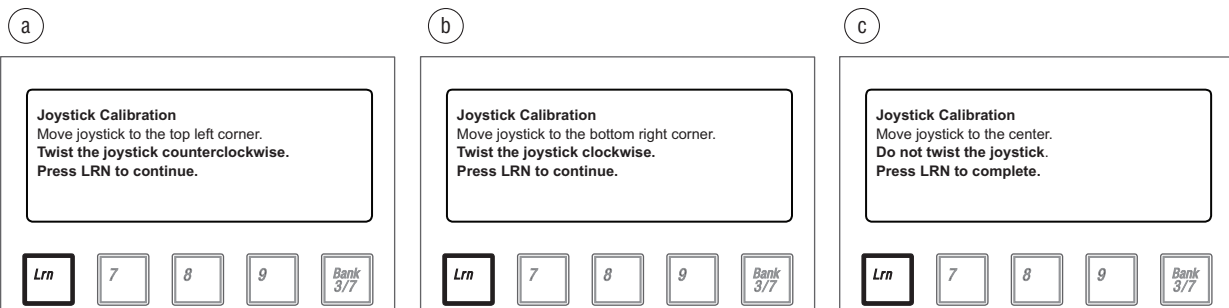 a
Joystick Calibration
Move joystick to the top left corner.
Twist the joystick counterclockwise.
Press LRN to continue.
Lrn
7
8
9
Bank
3/7
b
Joystick Calibration
Move joystick to the bottom right corner.
Twist the joystick clockwise.
Press LRN to continue.
Lrn
7
8
9
Bank
3/7
c
Joystick Calibration
Move joystick to the center.
Do not twist the joystick.
Press LRN to complete.
Lrn
7
8
9
Bank
3/7